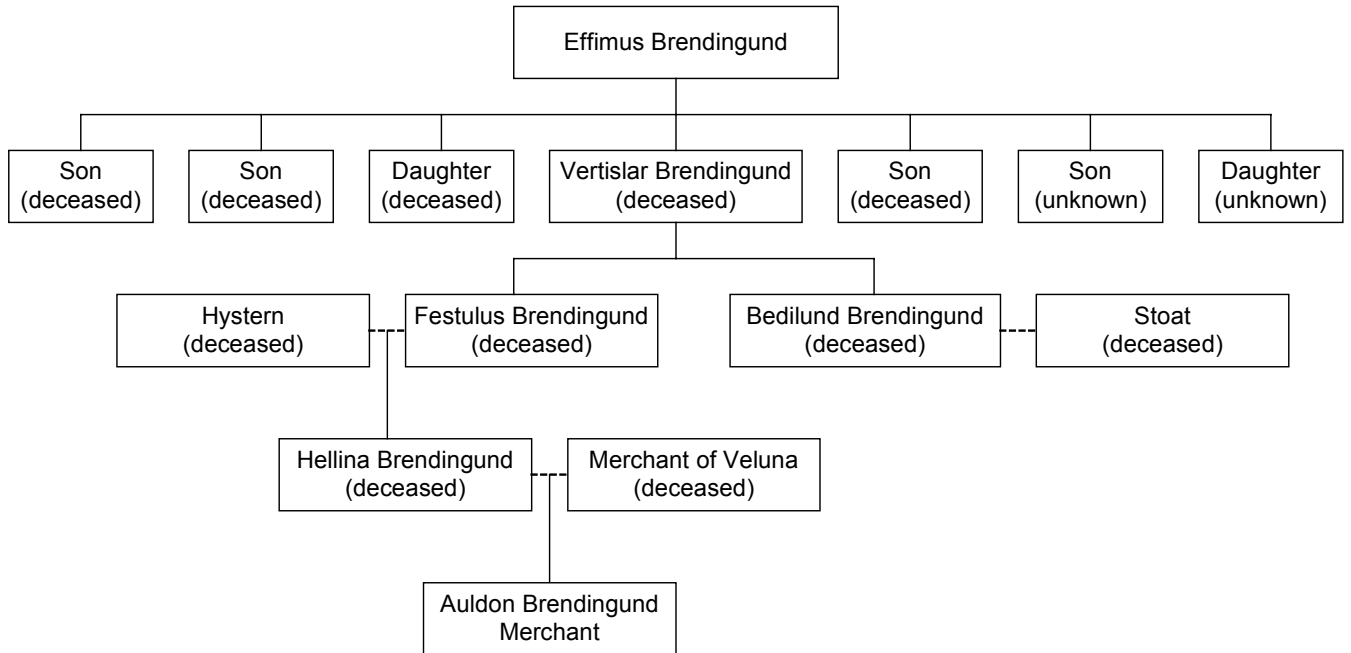 Effimus Brendingund
Son
(deceased)
Son
(deceased)
Daughter
(deceased)
Vertislar Brendingund
(deceased)
Son
(deceased)
Son
(unknown)
Daughter
(unknown)
Hystern
(deceased)
Festulus Brendingund
(deceased)
Bedilund Brendingund
(deceased)
Stoat
(deceased)
Hellina Brendingund
(deceased)
Merchant of Veluna
(deceased)
Auldon Brendingund
Merchant